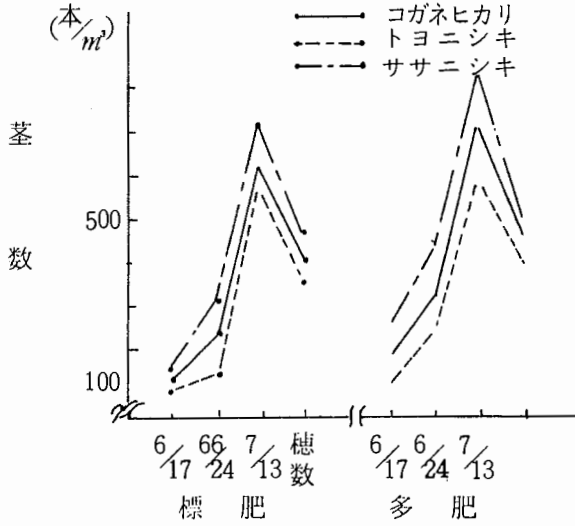 (本/m²)
コガネヒカリ
トヨニシキ
ササニシキ
茎数
500
100
6/17 66/24 7/13 穂数
6/17 6/24 7/13
標肥
多肥